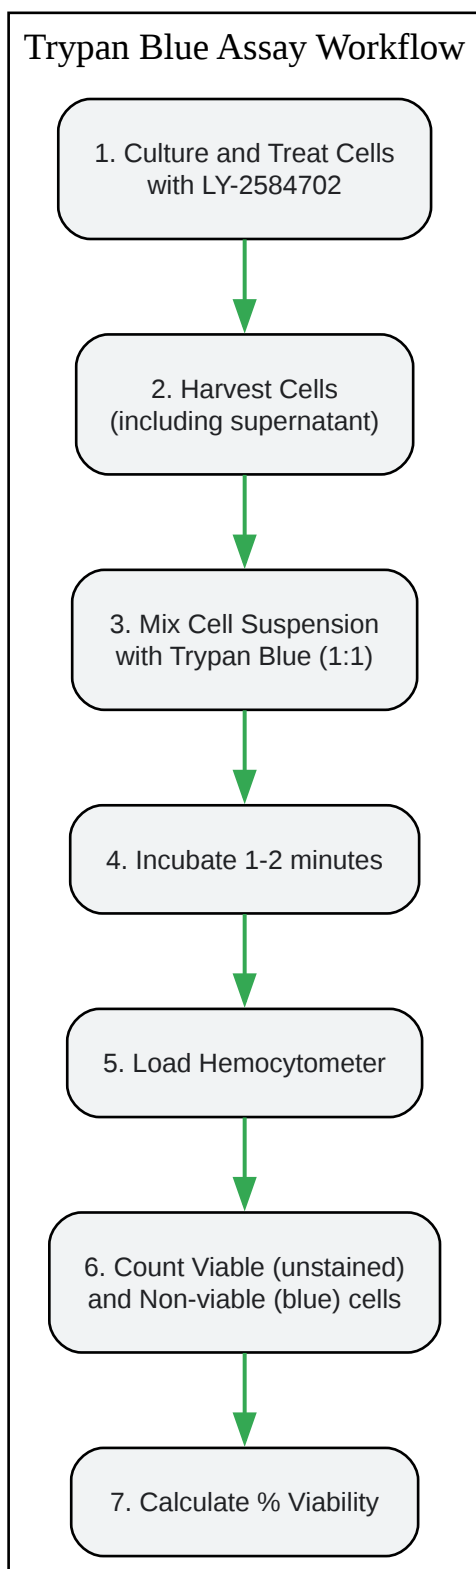 Trypan Blue Assay Workflow
1. Culture and Treat Cells
with LY-2584702
2. Harvest Cells
(including supernatant)
3. Mix Cell Suspension
with Trypan Blue (1:1)
4. Incubate 1-2 minutes
5. Load Hemocytometer
6. Count Viable (unstained)
and Non-viable (blue) cells
7. Calculate % Viability